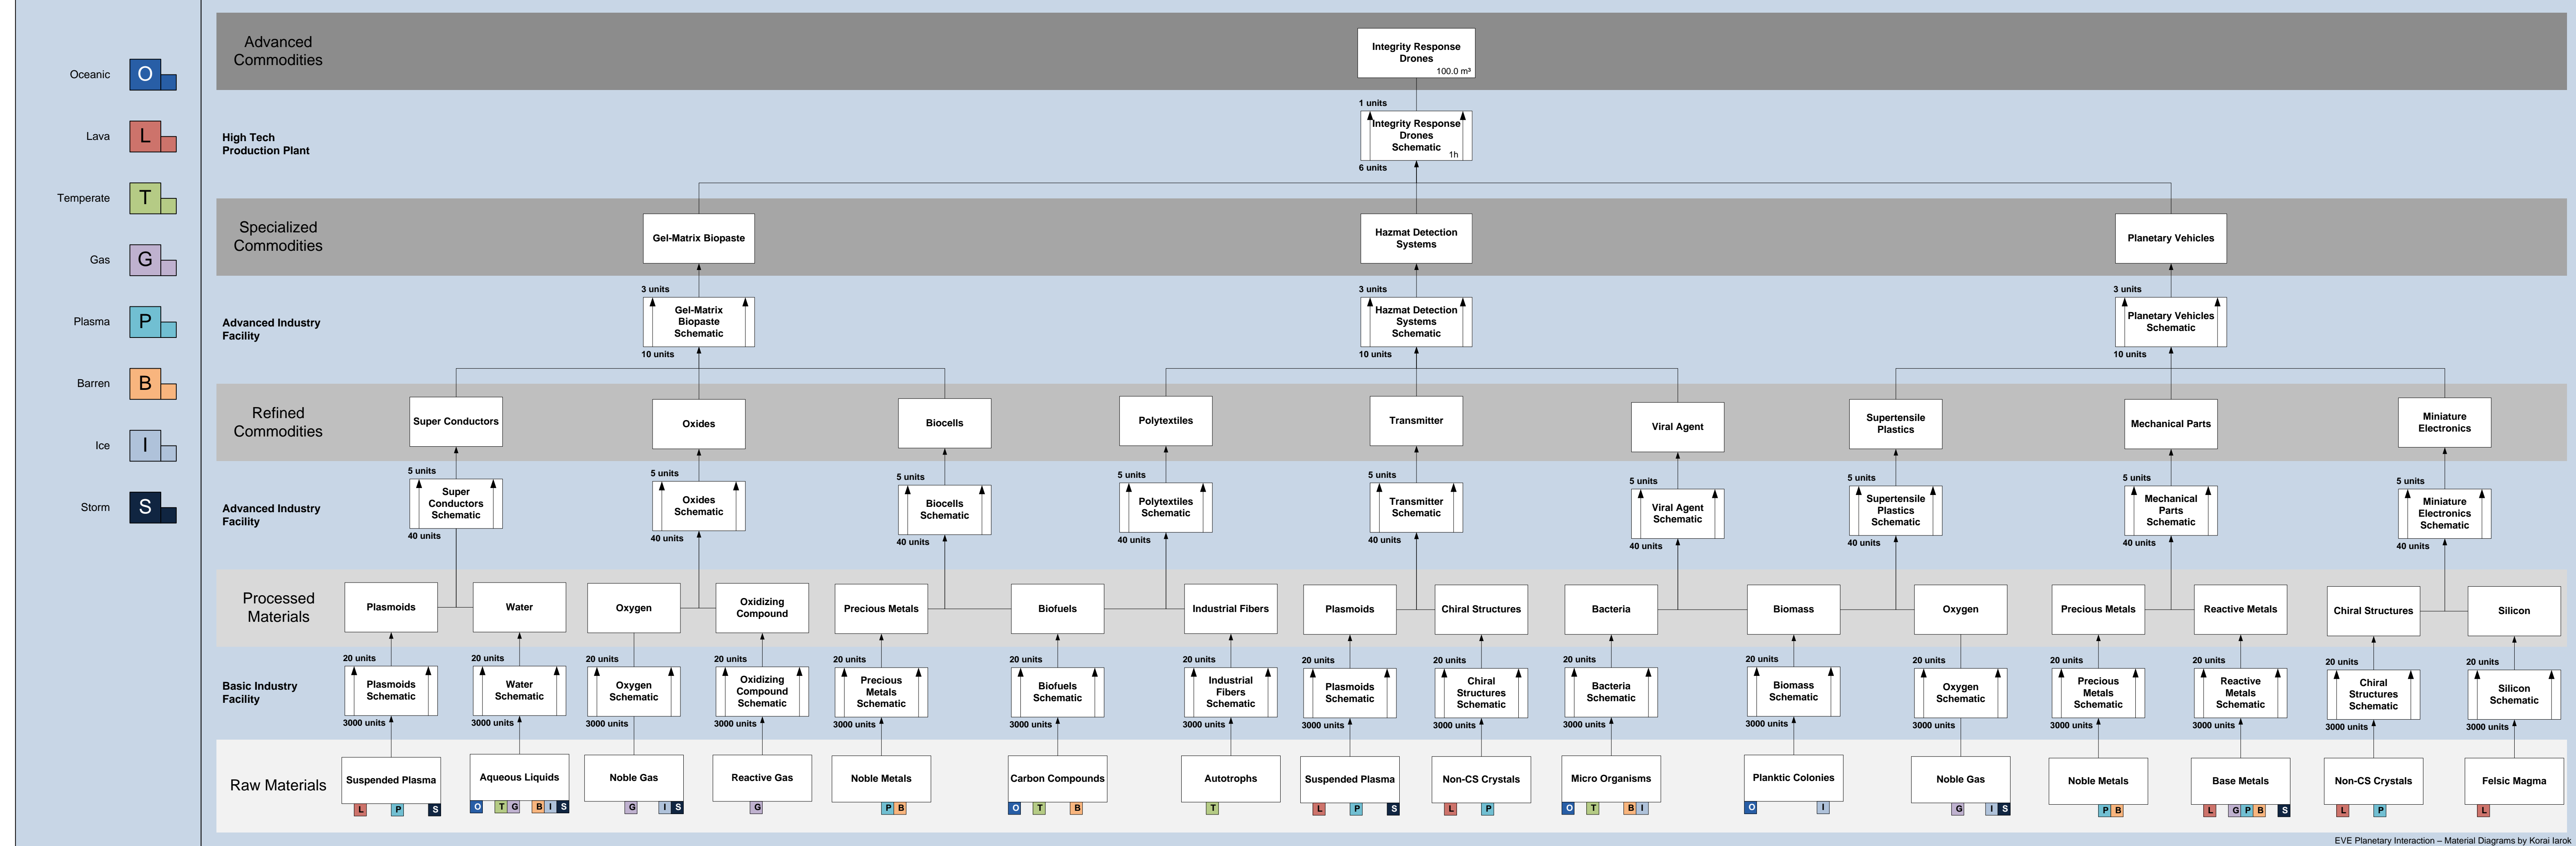 Oceanic O
Lava L
Temperate T
Gas G
Plasma P
Barren B
Ice I
Storm S
Advanced
Commodities
Integrity Response
Drones
100.0 m³
High Tech
Production Plant
1 units
Integrity Response
Drones
Schematic
1h
6 units
Specialized
Commodities
Gel-Matrix Biopaste
Hazmat Detection
Systems
Planetary Vehicles
Advanced Industry
Facility
3 units
Gel-Matrix
Biopaste
Schematic
10 units
3 units
Hazmat Detection
Systems
Schematic
10 units
3 units
Planetary Vehicles
Schematic
10 units
Refined
Commodities
Super Conductors
Oxides
Biocells
Polytextiles
Transmitter
Viral Agent
Supertensile
Plastics
Mechanical Parts
Miniature
Electronics
Advanced Industry
Facility
5 units
Super
Conductors
Schematic
40 units
5 units
Oxides
Schematic
40 units
5 units
Biocells
Schematic
40 units
5 units
Polytextiles
Schematic
40 units
5 units
Transmitter
Schematic
40 units
5 units
Viral Agent
Schematic
40 units
5 units
Supertensile
Plastics
Schematic
40 units
5 units
Mechanical
Parts
Schematic
40 units
5 units
Miniature
Electronics
Schematic
40 units
Processed
Materials
Plasmoids
Water
Oxygen
Oxidizing
Compound
Precious Metals
Biofuels
Industrial Fibers
Plasmoids
Chiral Structures
Bacteria
Biomass
Oxygen
Precious Metals
Reactive Metals
Chiral Structures
Silicon
Basic Industry
Facility
20 units
Plasmoids
Schematic
3000 units
20 units
Water
Schematic
3000 units
20 units
Oxygen
Schematic
3000 units
20 units
Oxidizing
Compound
Schematic
3000 units
20 units
Precious
Metals
Schematic
3000 units
20 units
Biofuels
Schematic
3000 units
20 units
Industrial
Fibers
Schematic
3000 units
20 units
Plasmoids
Schematic
3000 units
20 units
Chiral
Structures
Schematic
3000 units
20 units
Bacteria
Schematic
3000 units
20 units
Biomass
Schematic
3000 units
20 units
Oxygen
Schematic
3000 units
20 units
Precious
Metals
Schematic
3000 units
20 units
Reactive
Metals
Schematic
3000 units
20 units
Chiral
Structures
Schematic
3000 units
20 units
Silicon
Schematic
3000 units
Raw Materials
Suspended Plasma
L P S
Aqueous Liquids
O T G B I S
Noble Gas
G I S
Reactive Gas
G
Noble Metals
P B
Carbon Compounds
O T B
Autotrophs
T
Suspended Plasma
L P S
Non-CS Crystals
L P
Micro Organisms
O T B I
Planktic Colonies
O I
Noble Gas
G I S
Noble Metals
P B
Base Metals
L G P B S
Non-CS Crystals
L P
Felsic Magma
L
EVE Planetary Interaction – Material Diagrams by Korai Iarok